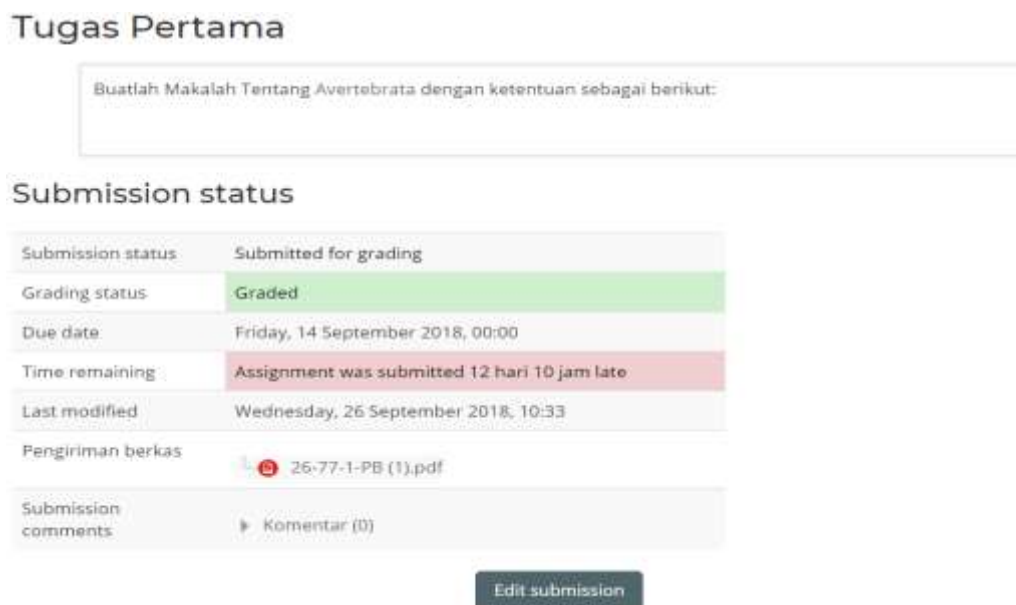 Tugas Pertama
Buatlah Makalah Tentang Avertebrata dengan ketentuan sebagai berikut:
Submission status
Submission status Submitted for grading
Grading status Graded
Due date Friday, 14 September 2018, 00:00
Time remaining Assignment was submitted 12 hari 10 jam late
Last modified Wednesday, 26 September 2018, 10:33
Pengiriman berkas
26-77-1-PB (1).pdf
Submission
comments
Komentar (0)
Edit submission